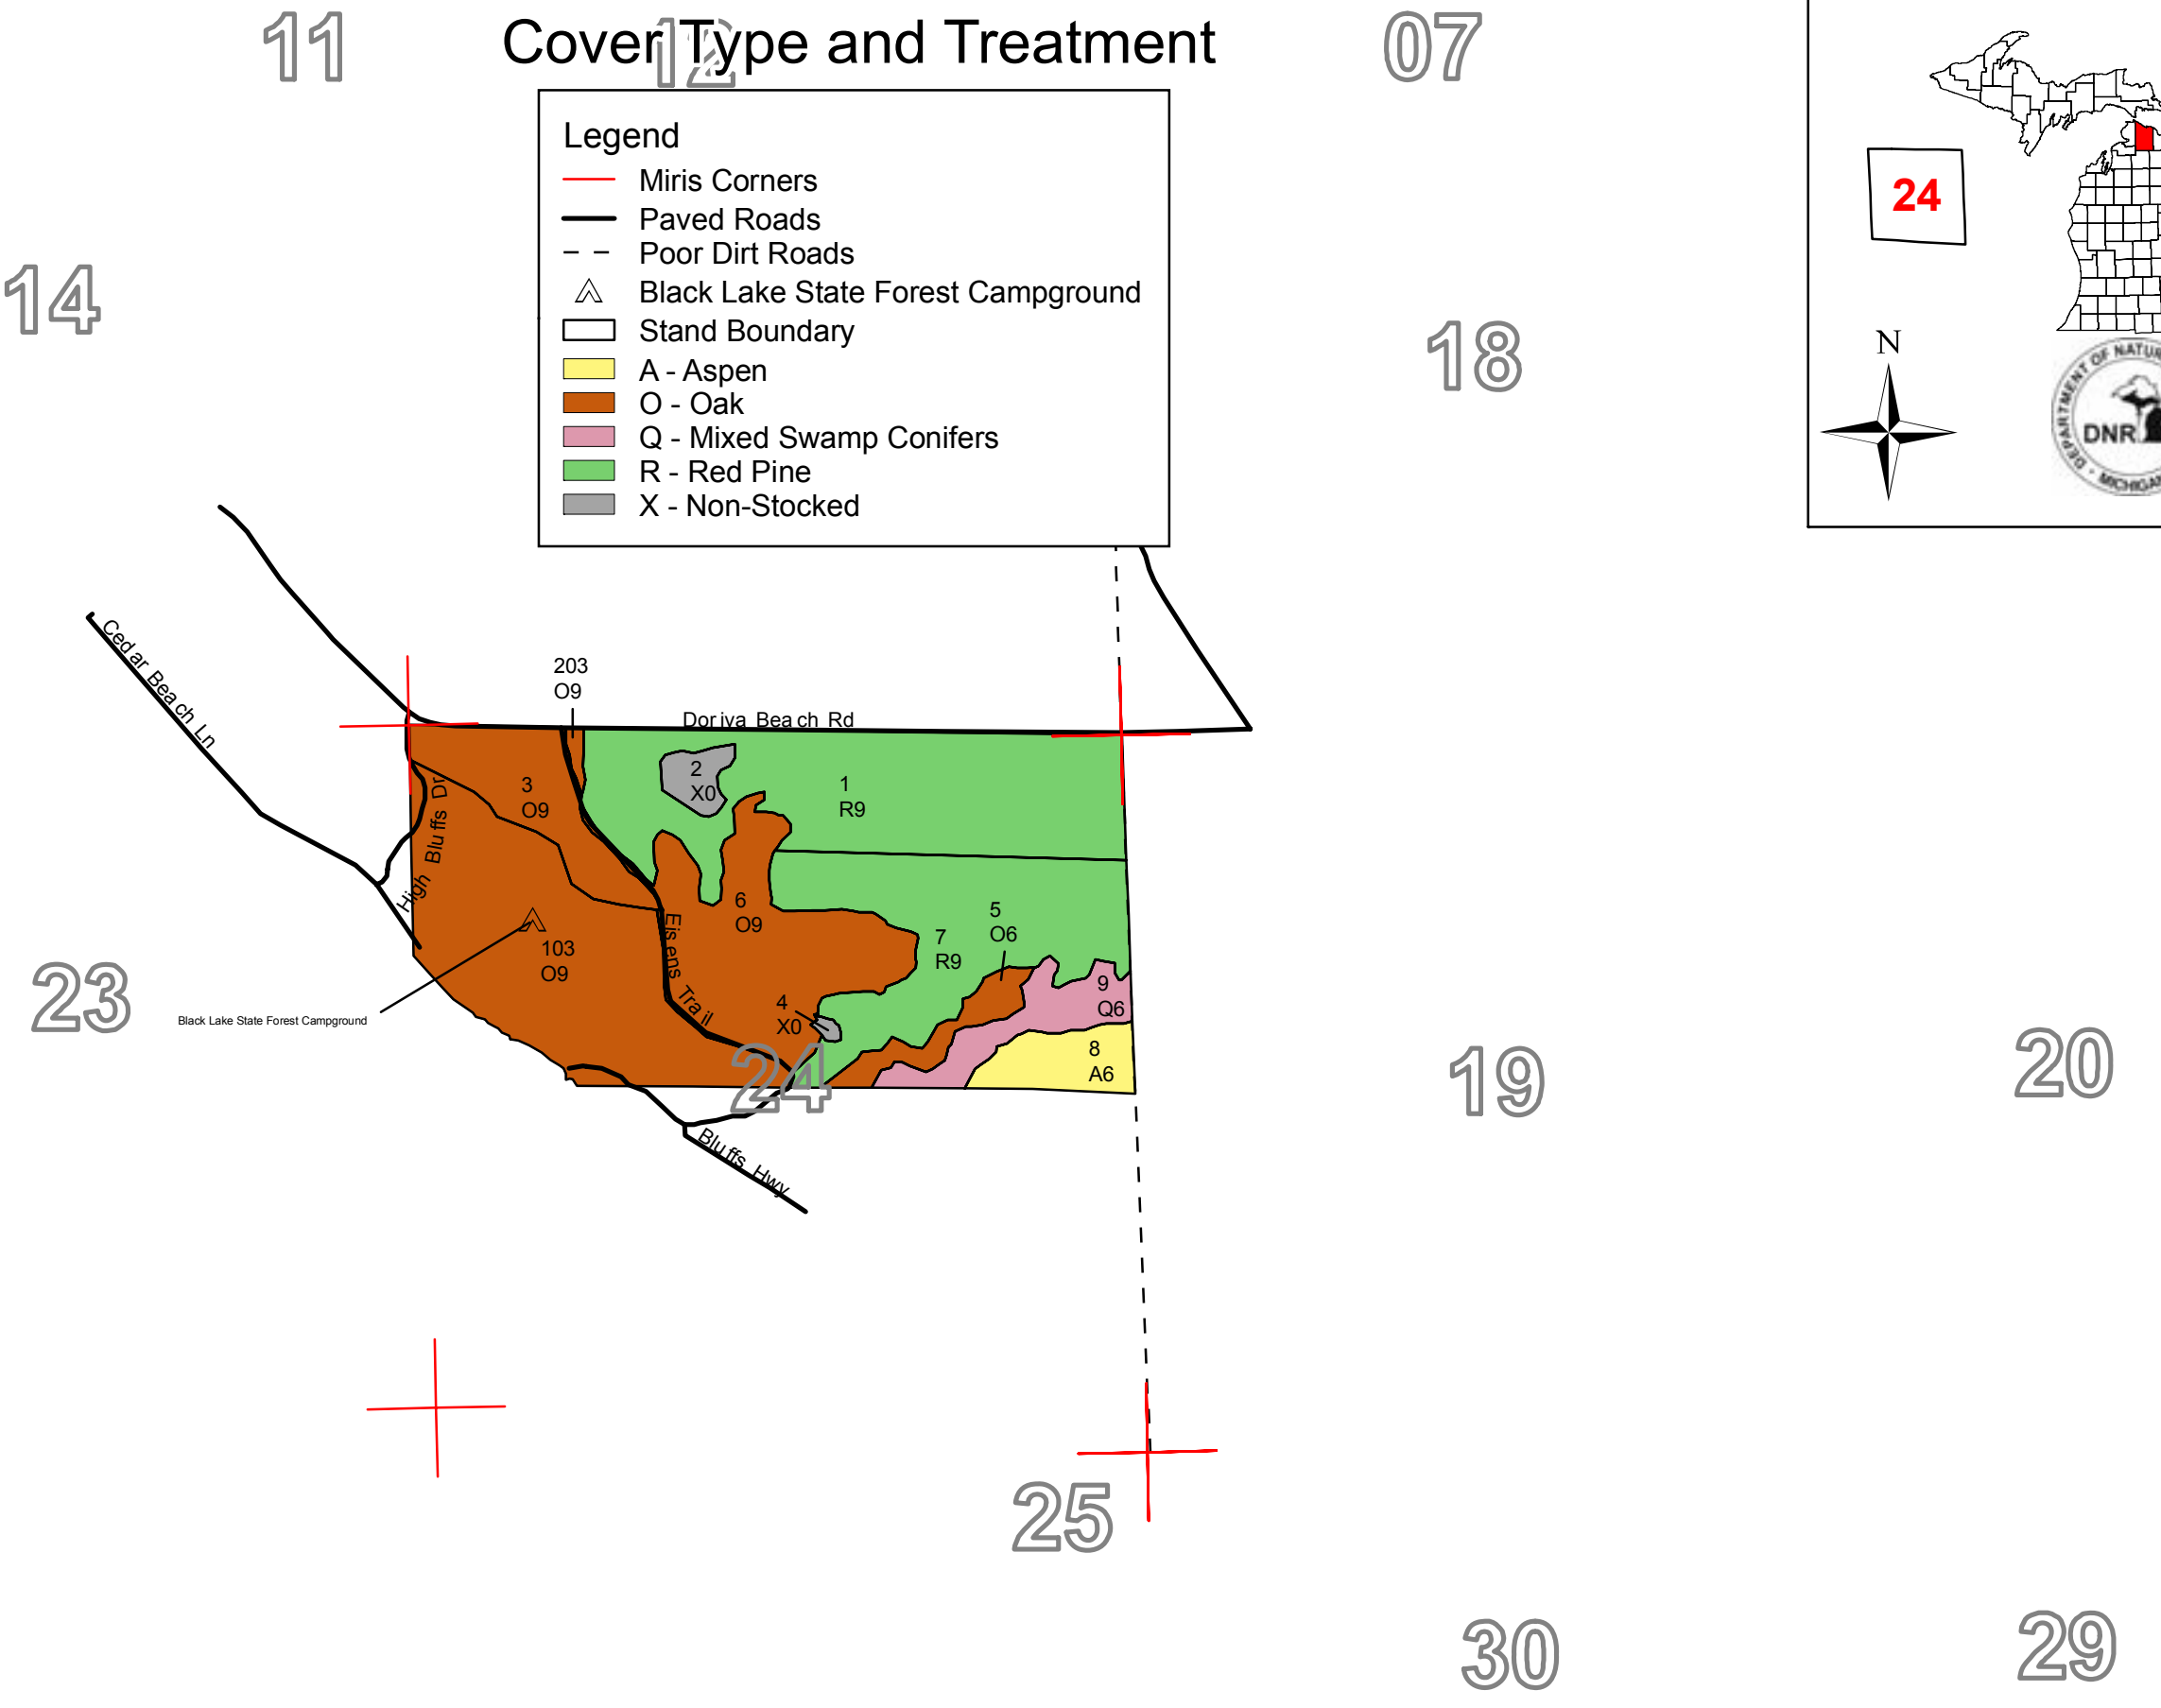 11
12
07
Cover Type and Treatment
Legend
Miris Corners
Paved Roads
Poor Dirt Roads
Black Lake State Forest Campground
Stand Boundary
A - Aspen
O - Oak
Q - Mixed Swamp Conifers
R - Red Pine
X - Non-Stocked
24
N
DEPARTMENT OF NATUR
DNR
MICHIGAN
14
18
Cedar Beach Ln
203
O9
Doriva Beach Rd
High Bluffs Dr
3
O9
2
X0
1
R9
6
O9
5
O6
7
R9
103
O9
Eisens Trail
4
X0
9
Q6
8
A6
Black Lake State Forest Campground
23
24
19
20
Bluffs Hwy
25
30
29